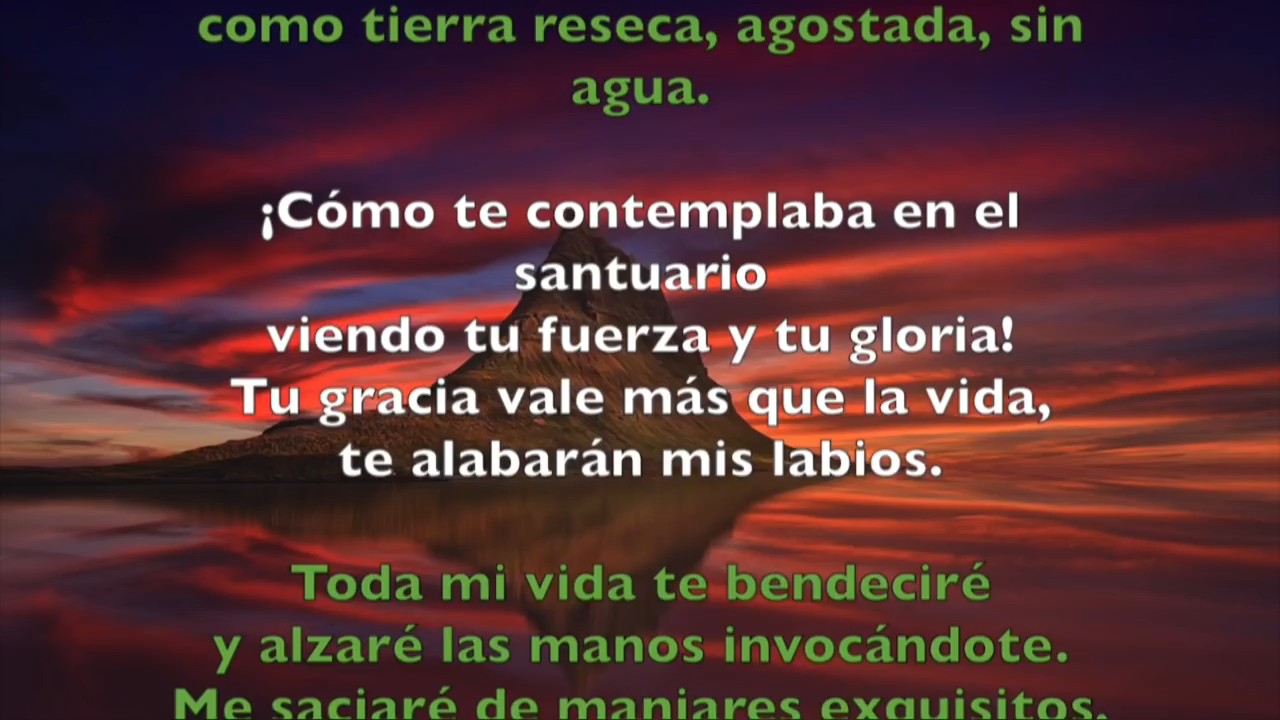 como tierra reseca, agostada, sin
agua.
¡Cómo te contemplaba en el
santuario
viendo tu fuerza y tu gloria!
Tu gracia vale más que la vida,
te alabarán mis labios.
Toda mi vida te bendeciré
y alzaré las manos invocándote.
Me saciaré de manjares exquisitos,